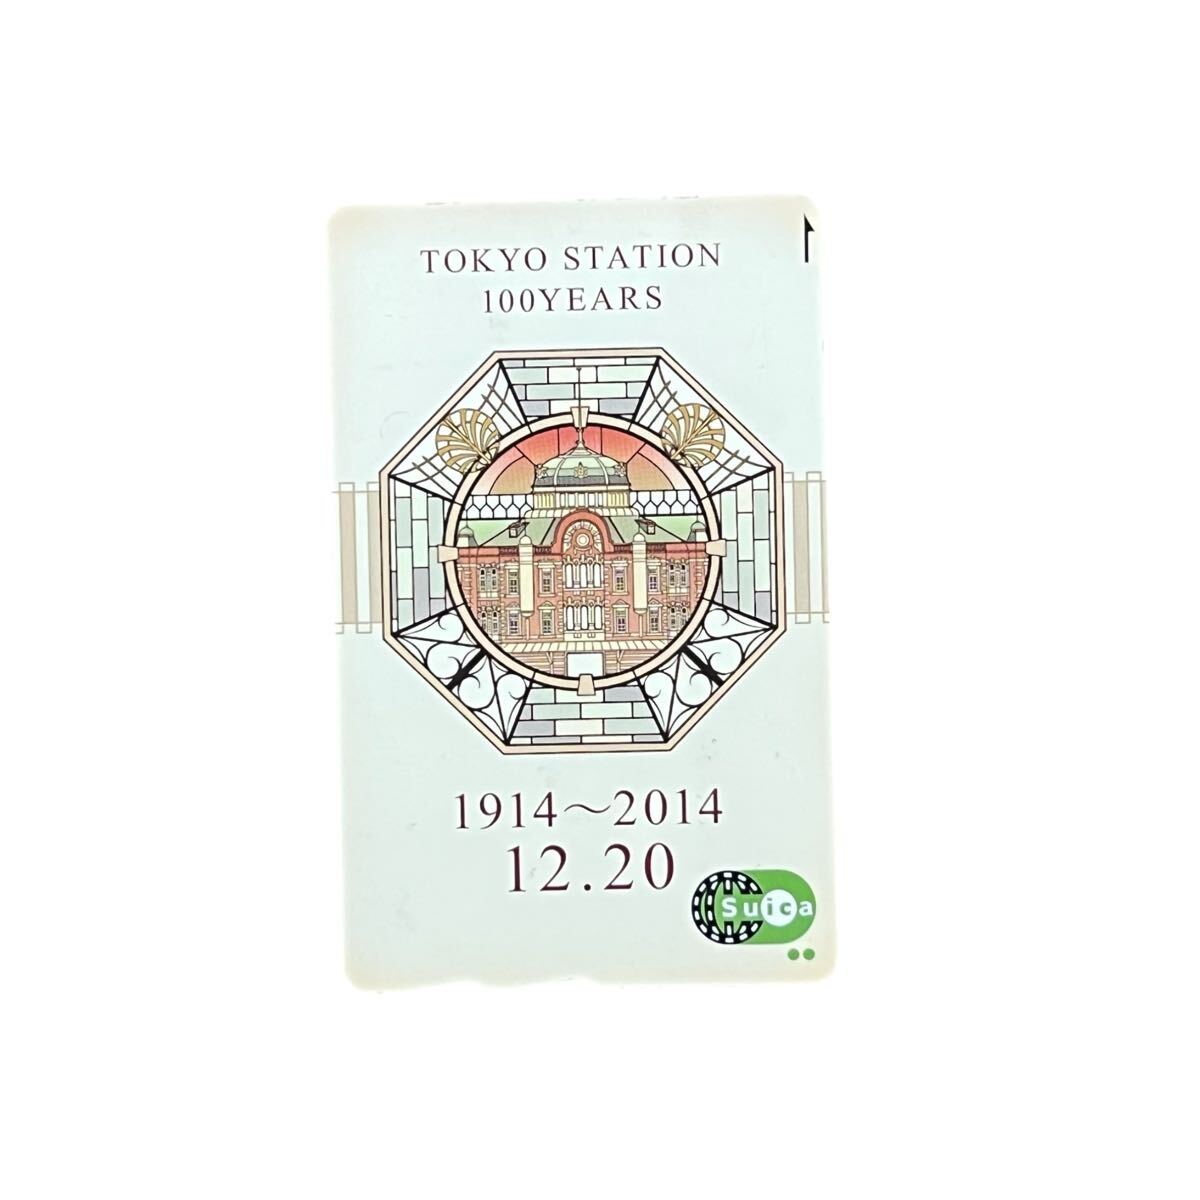 TOKYO STATION
100YEARS
1914～2014
12.20
Suica